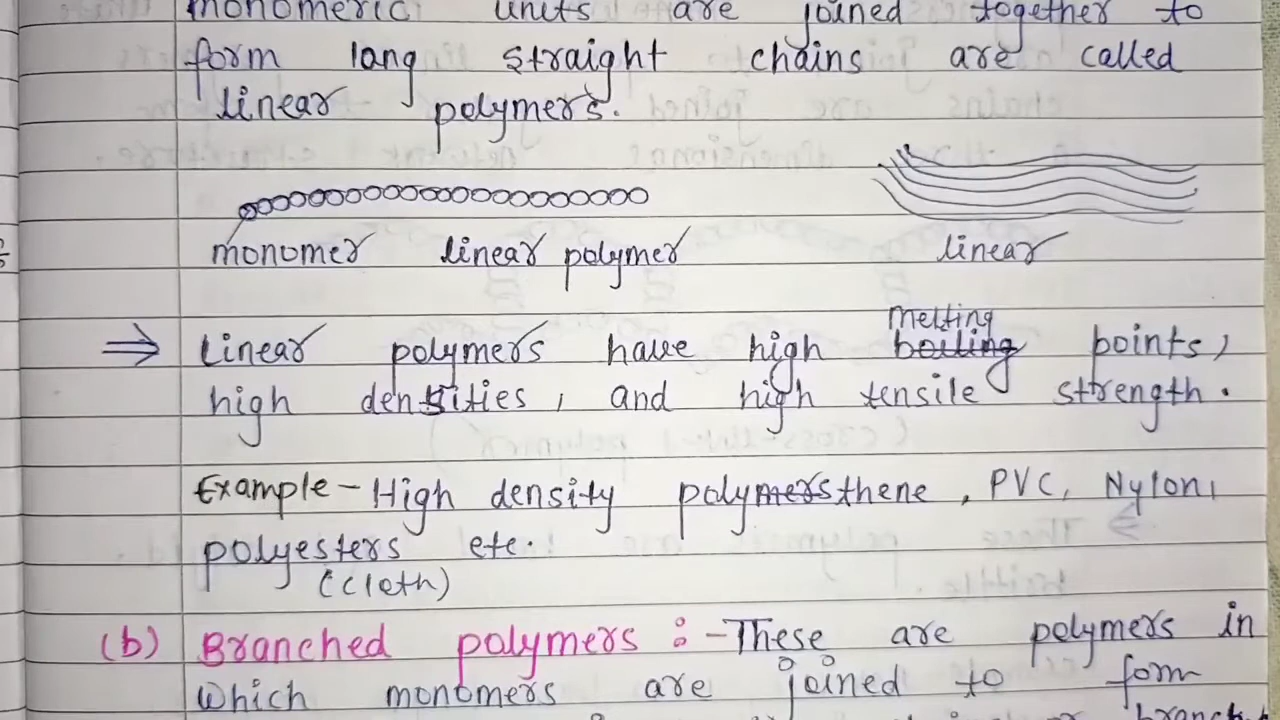 monomeric units are joined together to
form long straight chains are called
linear polymers.
monomer linear polymer linear
⇒ Linear polymers have high melting boiling points,
high densities, and high tensile strength.
Example - High density polymersthene, PVC, Nylon,
polyesters etc.
(cloth)
(b) Branched polymers :- These are polymers in
which monomers are joined to form